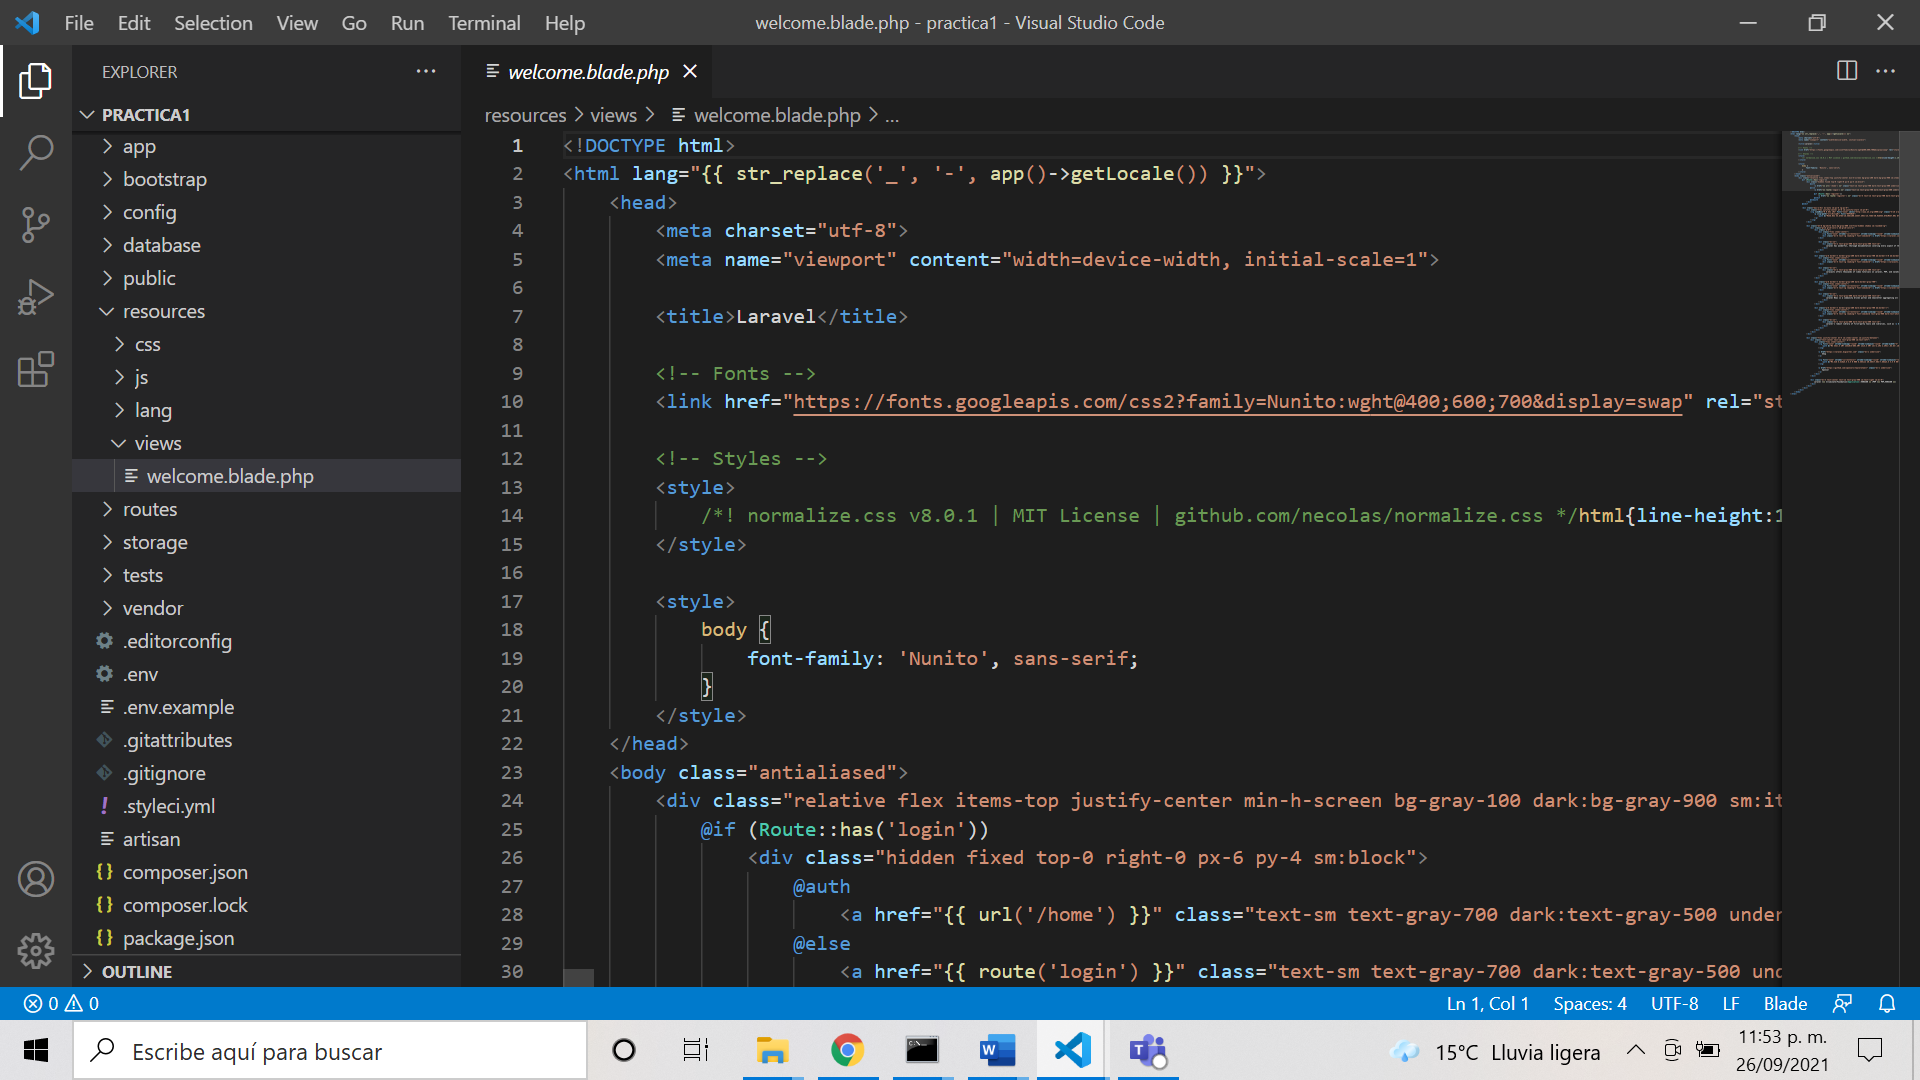 File Edit Selection View Go Run Terminal Help
welcome.blade.php - practica1 - Visual Studio Code
EXPLORER
PRACTICA1
app
bootstrap
config
database
public
resources
css
js
lang
views
welcome.blade.php
routes
storage
tests
vendor
.editorconfig
.env
.env.example
.gitattributes
.gitignore
.styleci.yml
artisan
composer.json
composer.lock
package.json
OUTLINE
welcome.blade.php
resources > views > welcome.blade.php > ...
1 <!DOCTYPE html>
2 <html lang="{{ str_replace('_', '-', app()->getLocale()) }}">
3 <head>
4 <meta charset="utf-8">
5 <meta name="viewport" content="width=device-width, initial-scale=1">
6
7 <title>Laravel</title>
8
9 <!-- Fonts -->
10 <link href="https://fonts.googleapis.com/css2?family=Nunito:wght@400;600;700&display=swap" rel="st
11
12 <!-- Styles -->
13 <style>
14 /*! normalize.css v8.0.1 | MIT License | github.com/necolas/normalize.css */html{line-height:1
15 </style>
16
17 <style>
18 body {
19 font-family: 'Nunito', sans-serif;
20 }
21 </style>
22 </head>
23 <body class="antialiased">
24 <div class="relative flex items-top justify-center min-h-screen bg-gray-100 dark:bg-gray-900 sm:it
25 @if (Route::has('login'))
26 <div class="hidden fixed top-0 right-0 px-6 py-4 sm:block">
27 @auth
28 <a href="{{ url('/home') }}" class="text-sm text-gray-700 dark:text-gray-500 under
29 @else
30 <a href="{{ route('login') }}" class="text-sm text-gray-700 dark:text-gray-500 und
0 0
Ln 1, Col 1 Spaces: 4 UTF-8 LF Blade
Escribe aquí para buscar
15°C Lluvia ligera
11:53 p. m.
26/09/2021